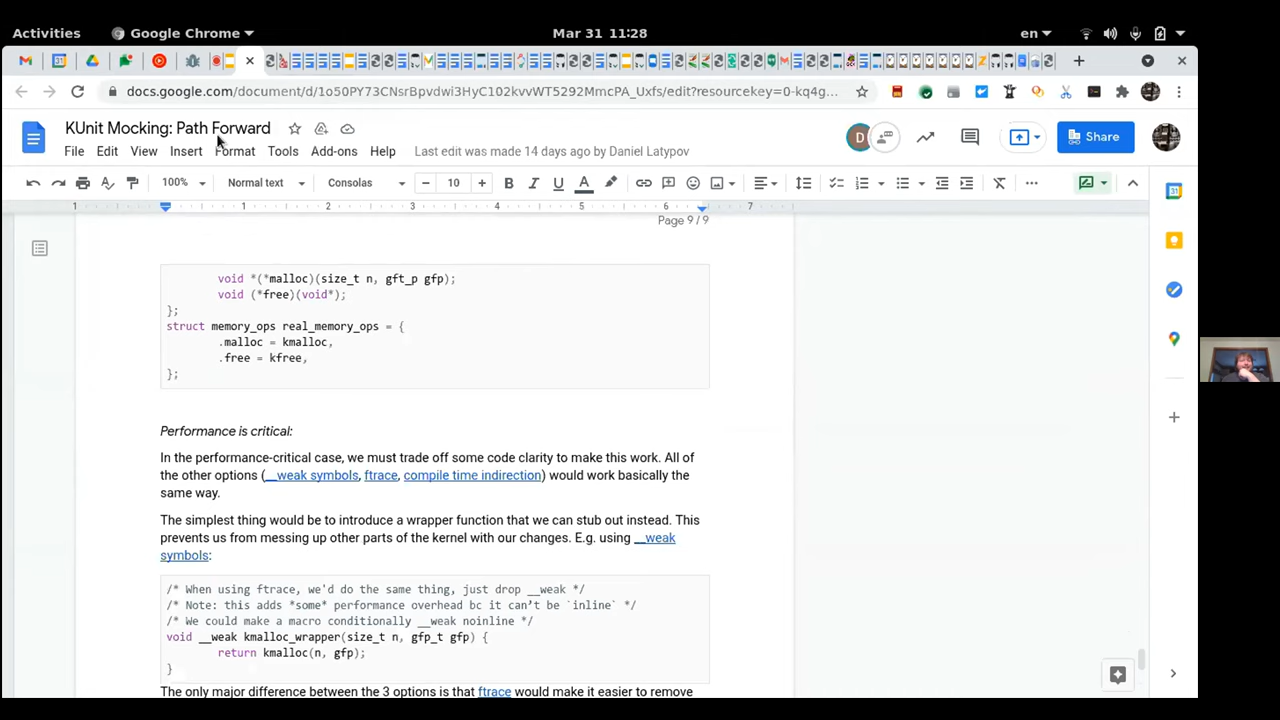 Activities
Google Chrome
Mar 31 11:28
en
docs.google.com/document/d/1o50PY73CNsrBpvdwi3HyC102kvvWT5292MmcPA_Uxfs/edit?resourcekey=0-kq4g...
KUnit Mocking: Path Forward
D
Share
File Edit View Insert Format Tools Add-ons Help Last edit was made 14 days ago by Daniel Latypov
100% Normal text Consolas 10 B I U A
1 1 2 3 4 5 6 7
Page 9 / 9
void *(*malloc)(size_t n, gft_p gfp);
void (*free)(void*);
};
struct memory_ops real_memory_ops = {
.malloc = kmalloc,
.free = kfree,
};
Performance is critical:
In the performance-critical case, we must trade off some code clarity to make this work. All of
the other options (__weak symbols, ftrace, compile time indirection) would work basically the
same way.
The simplest thing would be to introduce a wrapper function that we can stub out instead. This
prevents us from messing up other parts of the kernel with our changes. E.g. using __weak
symbols:
/* When using ftrace, we'd do the same thing, just drop __weak */
/* Note: this adds *some* performance overhead bc it can't be `inline` */
/* We could make a macro conditionally __weak noinline */
void __weak kmalloc_wrapper(size_t n, gfp_t gfp) {
return kmalloc(n, gfp);
}
The only major difference between the 3 options is that ftrace would make it easier to remove